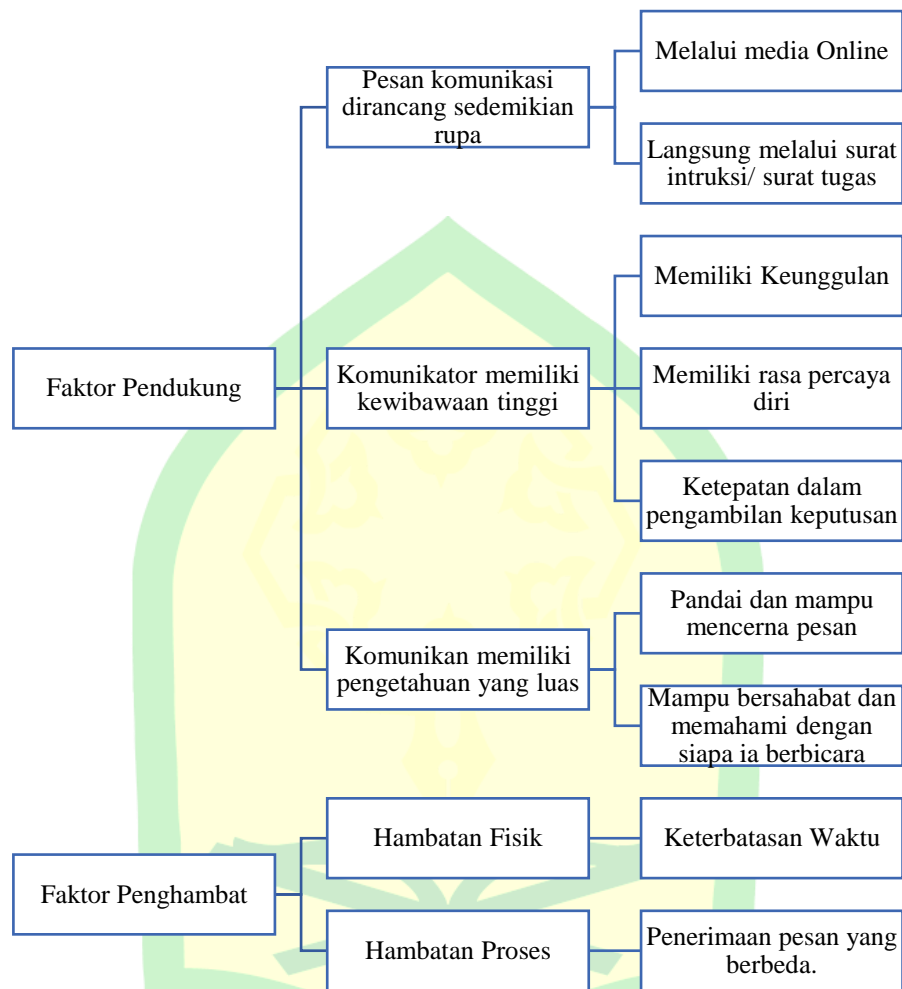 Melalui media Online
Pesan komunikasi
dirancang sedemikian
rupa
Langsung melalui surat
intruksi/ surat tugas
Memiliki Keunggulan
Faktor Pendukung
Komunikator memiliki
kewibawaan tinggi
Memiliki rasa percaya
diri
Ketepatan dalam
pengambilan keputusan
Pandai dan mampu
mencerna pesan
Komunikan memiliki
pengetahuan yang luas
Mampu bersahabat dan
memahami dengan
siapa ia berbicara
Hambatan Fisik
Keterbatasan Waktu
Faktor Penghambat
Hambatan Proses
Penerimaan pesan yang
berbeda.